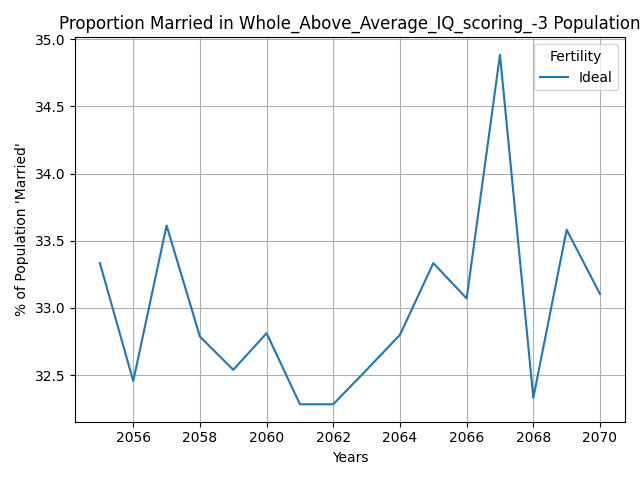 Proportion Married in Whole_Above_Average_IQ_scoring_-3 Population
35.0
34.5
34.0
33.5
33.0
32.5
% of Population 'Married'
Fertility
Ideal
2056 2058 2060 2062 2064 2066 2068 2070
Years